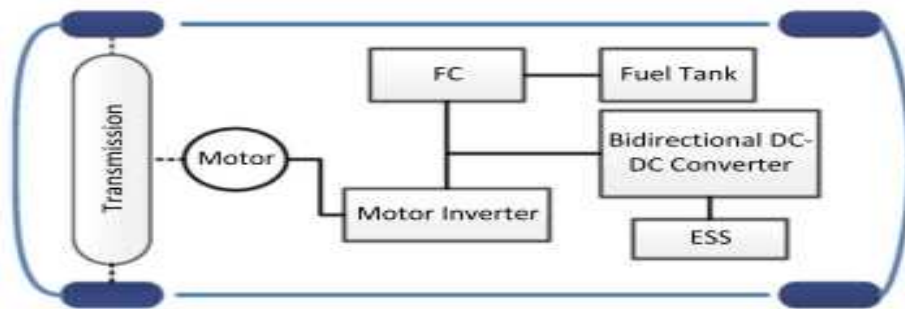 FC
Fuel Tank
Transmission
Motor
Bidirectional DC-
DC Converter
Motor Inverter
ESS